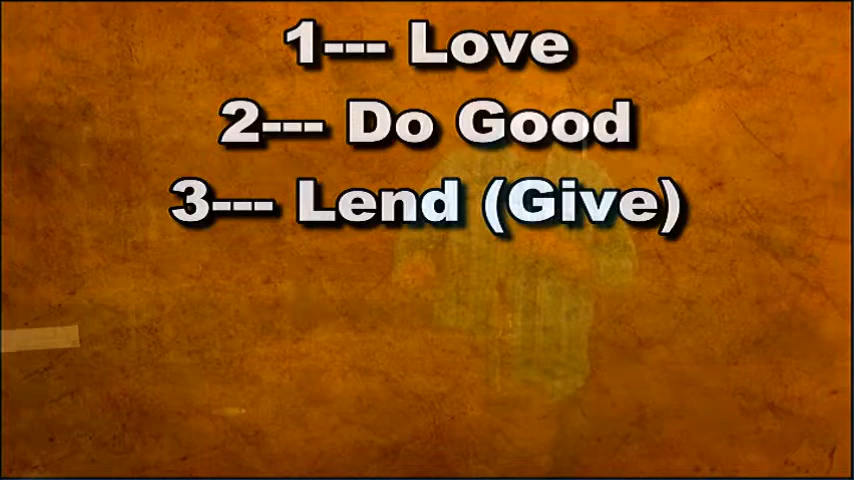 1--- Love
2--- Do Good
3--- Lend (Give)